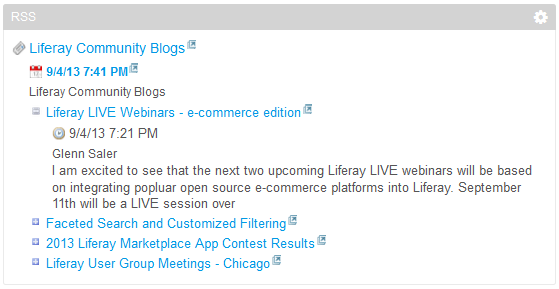 RSS
Liferay Community Blogs
9/4/13 7:41 PM
Liferay Community Blogs
Liferay LIVE Webinars - e-commerce edition
9/4/13 7:21 PM
Glenn Saler
I am excited to see that the next two upcoming Liferay LIVE webinars will be based
on integrating popluar open source e-commerce platforms into Liferay. September
11th will be a LIVE session over
Faceted Search and Customized Filtering
2013 Liferay Marketplace App Contest Results
Liferay User Group Meetings - Chicago